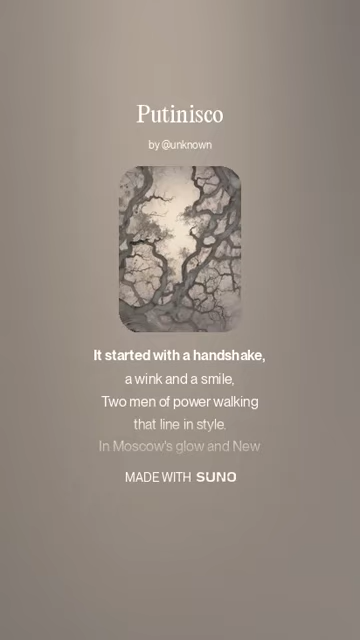 Putinisco
by @unknown
It started with a handshake,
a wink and a smile,
Two men of power walking
that line in style.
In Moscow's glow and New
MADE WITH SUNO